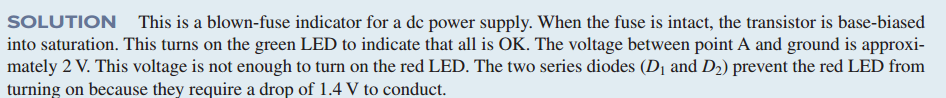 SOLUTION This is a blown-fuse indicator for a dc power supply. When the fuse is intact, the transistor is base-biased
into saturation. This turns on the green LED to indicate that all is OK. The voltage between point A and ground is approxi-
mately 2 V. This voltage is not enough to turn on the red LED. The two series diodes (D₁ and D₂) prevent the red LED from
turning on because they require a drop of 1.4 V to conduct.